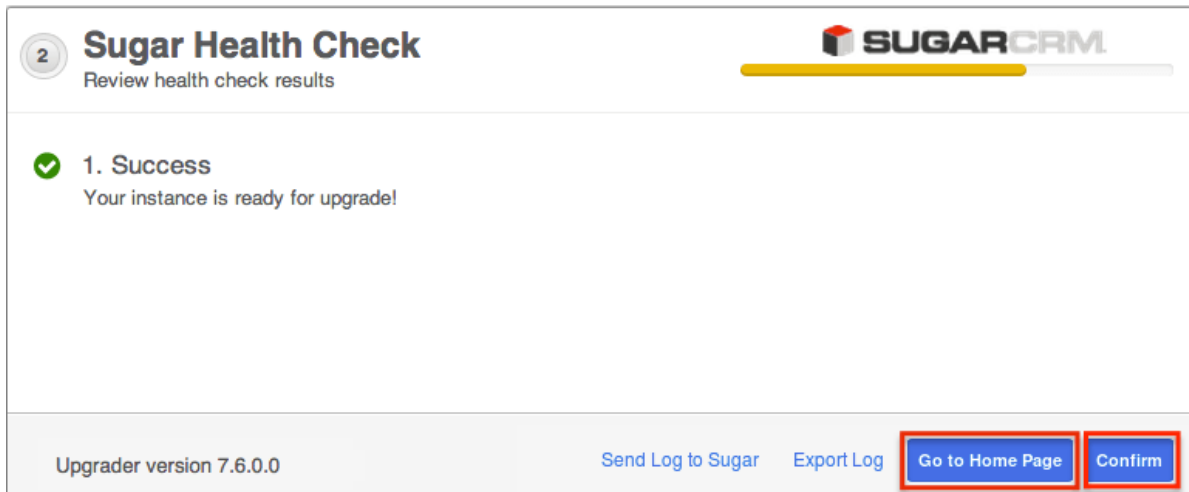 2
Sugar Health Check
Review health check results
SUGARCRM.
1. Success
Your instance is ready for upgrade!
Upgrader version 7.6.0.0
Send Log to Sugar
Export Log
Go to Home Page
Confirm